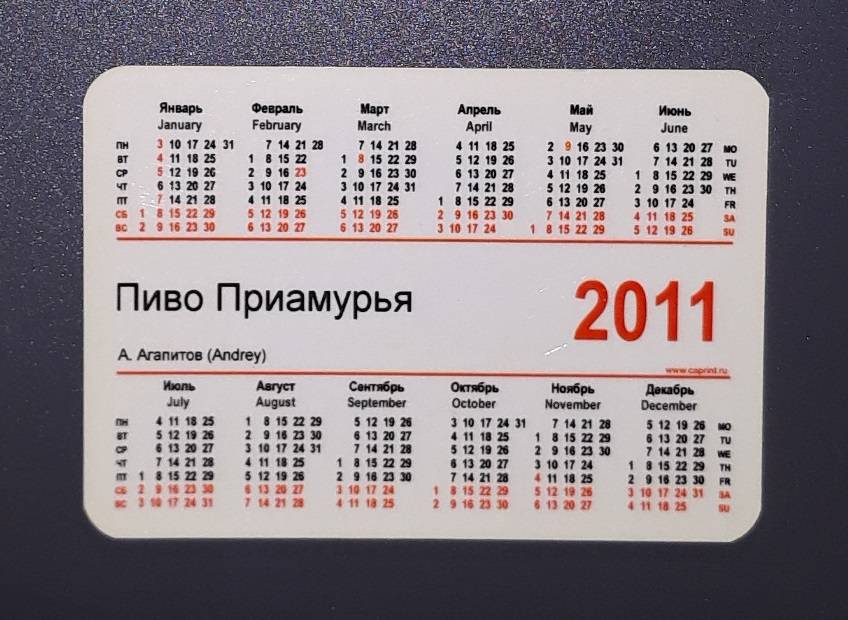 Январь Февраль Март Апрель Май Июнь
January February March April May June
ПН 3 10 17 24 31 7 14 21 28 7 14 21 28 4 11 18 25 2 9 16 23 30 6 13 20 27 MO
ВТ 4 11 18 25 1 8 15 22 1 8 15 22 29 5 12 19 26 3 10 17 24 31 7 14 21 28 TU
СР 5 12 19 26 2 9 16 23 2 9 16 23 30 6 13 20 27 4 11 18 25 1 8 15 22 29 WE
ЧТ 6 13 20 27 3 10 17 24 3 10 17 24 31 7 14 21 28 5 12 19 26 2 9 16 23 30 TH
ПТ 7 14 21 28 4 11 18 25 4 11 18 25 1 8 15 22 29 6 13 20 27 3 10 17 24 FR
СБ 1 8 15 22 29 5 12 19 26 5 12 19 26 2 9 16 23 30 7 14 21 28 4 11 18 25 SA
ВС 2 9 16 23 30 6 13 20 27 6 13 20 27 3 10 17 24 1 8 15 22 29 5 12 19 26 SU
Пиво Приамурья 2011
А. Агапитов (Andrey)
www.caprint.ru
Июль Август Сентябрь Октябрь Ноябрь Декабрь
July August September October November December
ПН 4 11 18 25 1 8 15 22 29 5 12 19 26 3 10 17 24 31 7 14 21 28 5 12 19 26 MO
ВТ 5 12 19 26 2 9 16 23 30 6 13 20 27 4 11 18 25 1 8 15 22 29 6 13 20 27 TU
СР 6 13 20 27 3 10 17 24 31 7 14 21 28 5 12 19 26 2 9 16 23 30 7 14 21 28 WE
ЧТ 7 14 21 28 4 11 18 25 1 8 15 22 29 6 13 20 27 3 10 17 24 1 8 15 22 29 TH
ПТ 1 8 15 22 29 5 12 19 26 2 9 16 23 30 7 14 21 28 4 11 18 25 2 9 16 23 30 FR
СБ 2 9 16 23 30 6 13 20 27 3 10 17 24 1 8 15 22 29 5 12 19 26 3 10 17 24 31 SA
ВС 3 10 17 24 31 7 14 21 28 4 11 18 25 2 9 16 23 30 6 13 20 27 4 11 18 25 SU